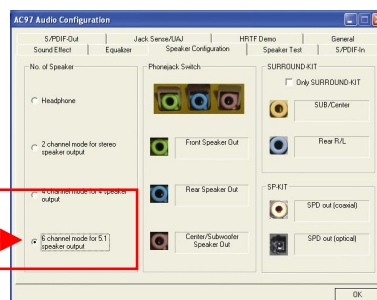 AC97 Audio Configuration
S/PDIF-Out
Jack Sense/UAJ
HRTF Demo
General
Sound Effect
Equalizer
Speaker Configuration
Speaker Test
S/PDIF-In
No. of Speaker
Headphone
2 channel mode for stereo
speaker output
4 channel mode for 4 speaker
output
6 channel mode for 5.1
speaker output
Phonejack Switch
Front Speaker Out
Rear Speaker Out
Center/Subwoofer
Speaker Out
SURROUND-KIT
Only SURROUND-KIT
SUB/Center
Rear R/L
SP-KIT
SPD out (coaxial)
SPD out (optical)
OK